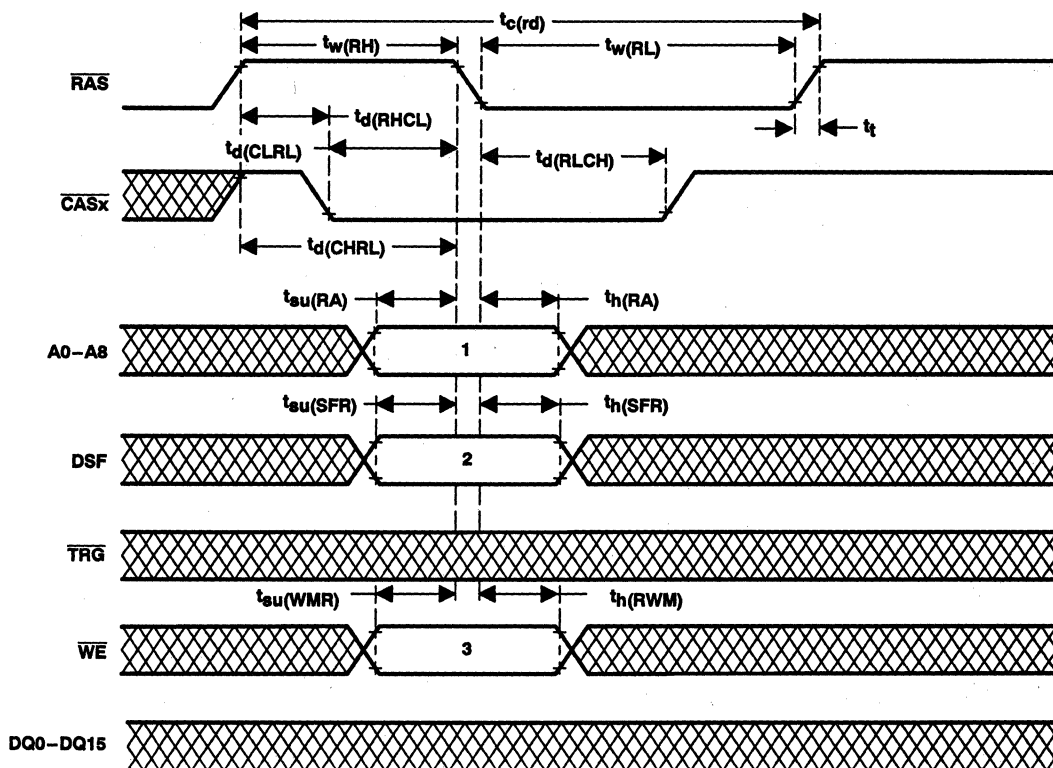 tc(rd)
tw(RH)
tw(RL)
RAS
td(RHCL)
tt
td(CLRL)
td(RLCH)
CASx
td(CHRL)
tsu(RA)
th(RA)
A0–A8
1
tsu(SFR)
th(SFR)
DSF
2
TRG
tsu(WMR)
th(RWM)
WE
3
DQ0–DQ15